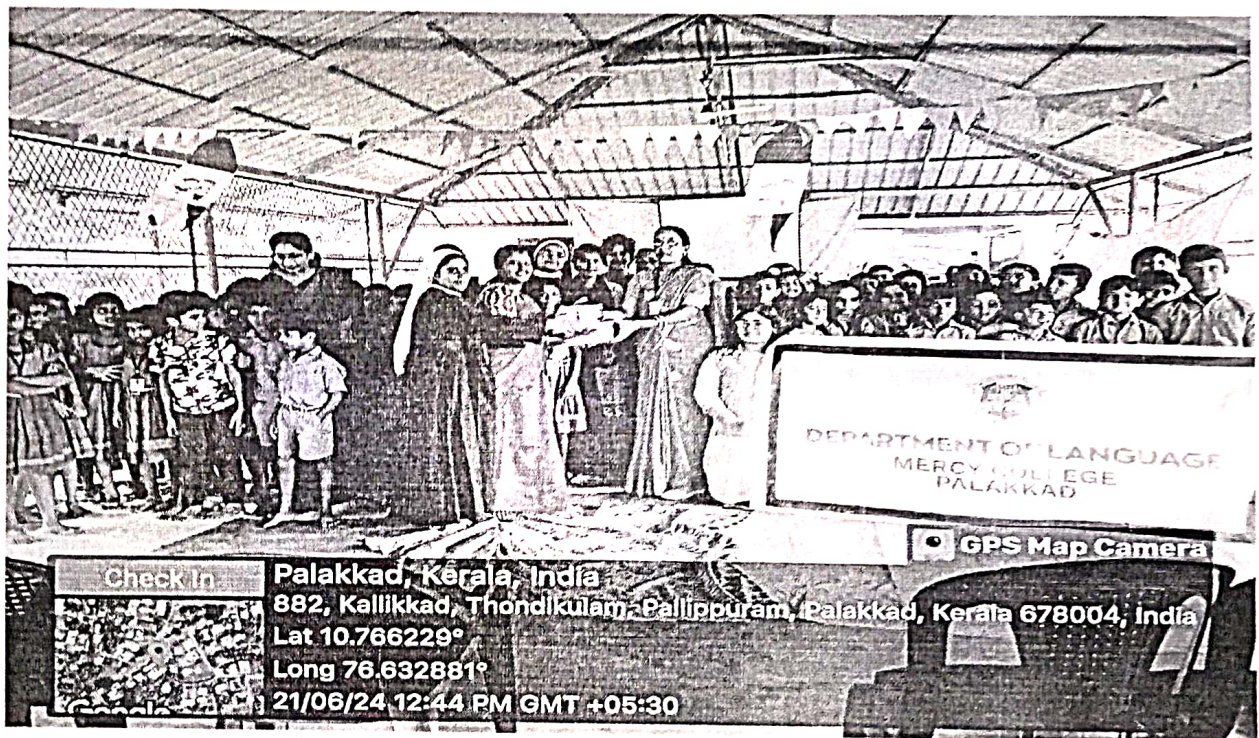 DEPARTMENT OF LANGUAGE
MERCY COLLEGE
PALAKKAD
GPS Map Camera
Check In
Palakkad, Kerala, India
882, Kallikkad, Thondikulam, Pallippuram, Palakkad, Kerala 678004, India
Lat 10.766229°
Long 76.632881°
21/06/24 12:44 PM GMT +05:30
Google